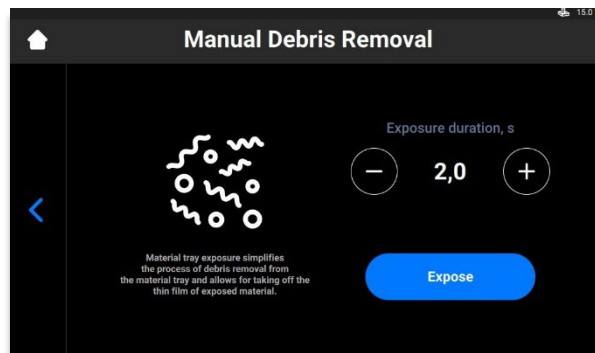 15.0
Manual Debris Removal
Exposure duration, s
2,0
Material tray exposure simplifies
the process of debris removal from
the material tray and allows for taking off the
thin film of exposed material.
Expose